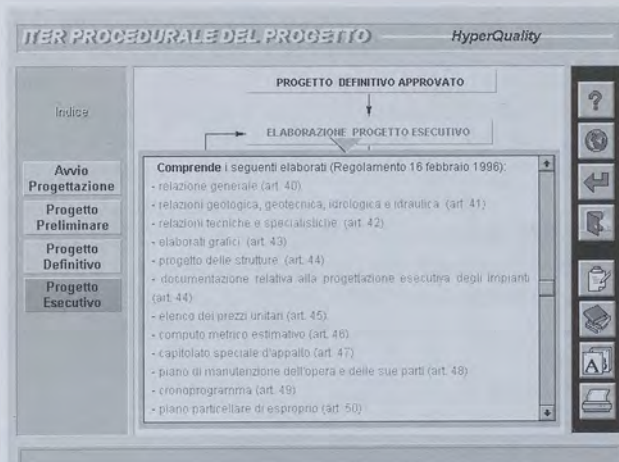 ITER PROCEDURALE DEL PROGETTO
HyperQuality
Indice
Avvio
Progettazione
Progetto
Preliminare
Progetto
Definitivo
Progetto
Esecutivo
PROGETTO DEFINITIVO APPROVATO
ELABORAZIONE PROGETTO ESECUTIVO
Comprende i seguenti elaborati (Regolamento 16 febbraio 1996):
- relazione generale (art. 40)
- relazioni geologica, geotecnica, idrologica e idraulica (art. 41)
- relazioni tecniche e specialistiche (art. 42)
- elaborati grafici (art. 43)
- progetto delle strutture (art. 44)
- documentazione relativa alla progettazione esecutiva degli impianti
(art. 44)
- elenco dei prezzi unitari (art. 45)
- computo metrico estimativo (art. 46)
- capitolato speciale d'appalto (art. 47)
- piano di manutenzione dell'opera e delle sue parti (art. 48)
- cronoprogramma (art. 49)
- piano particellare di esproprio (art. 50)
?
A